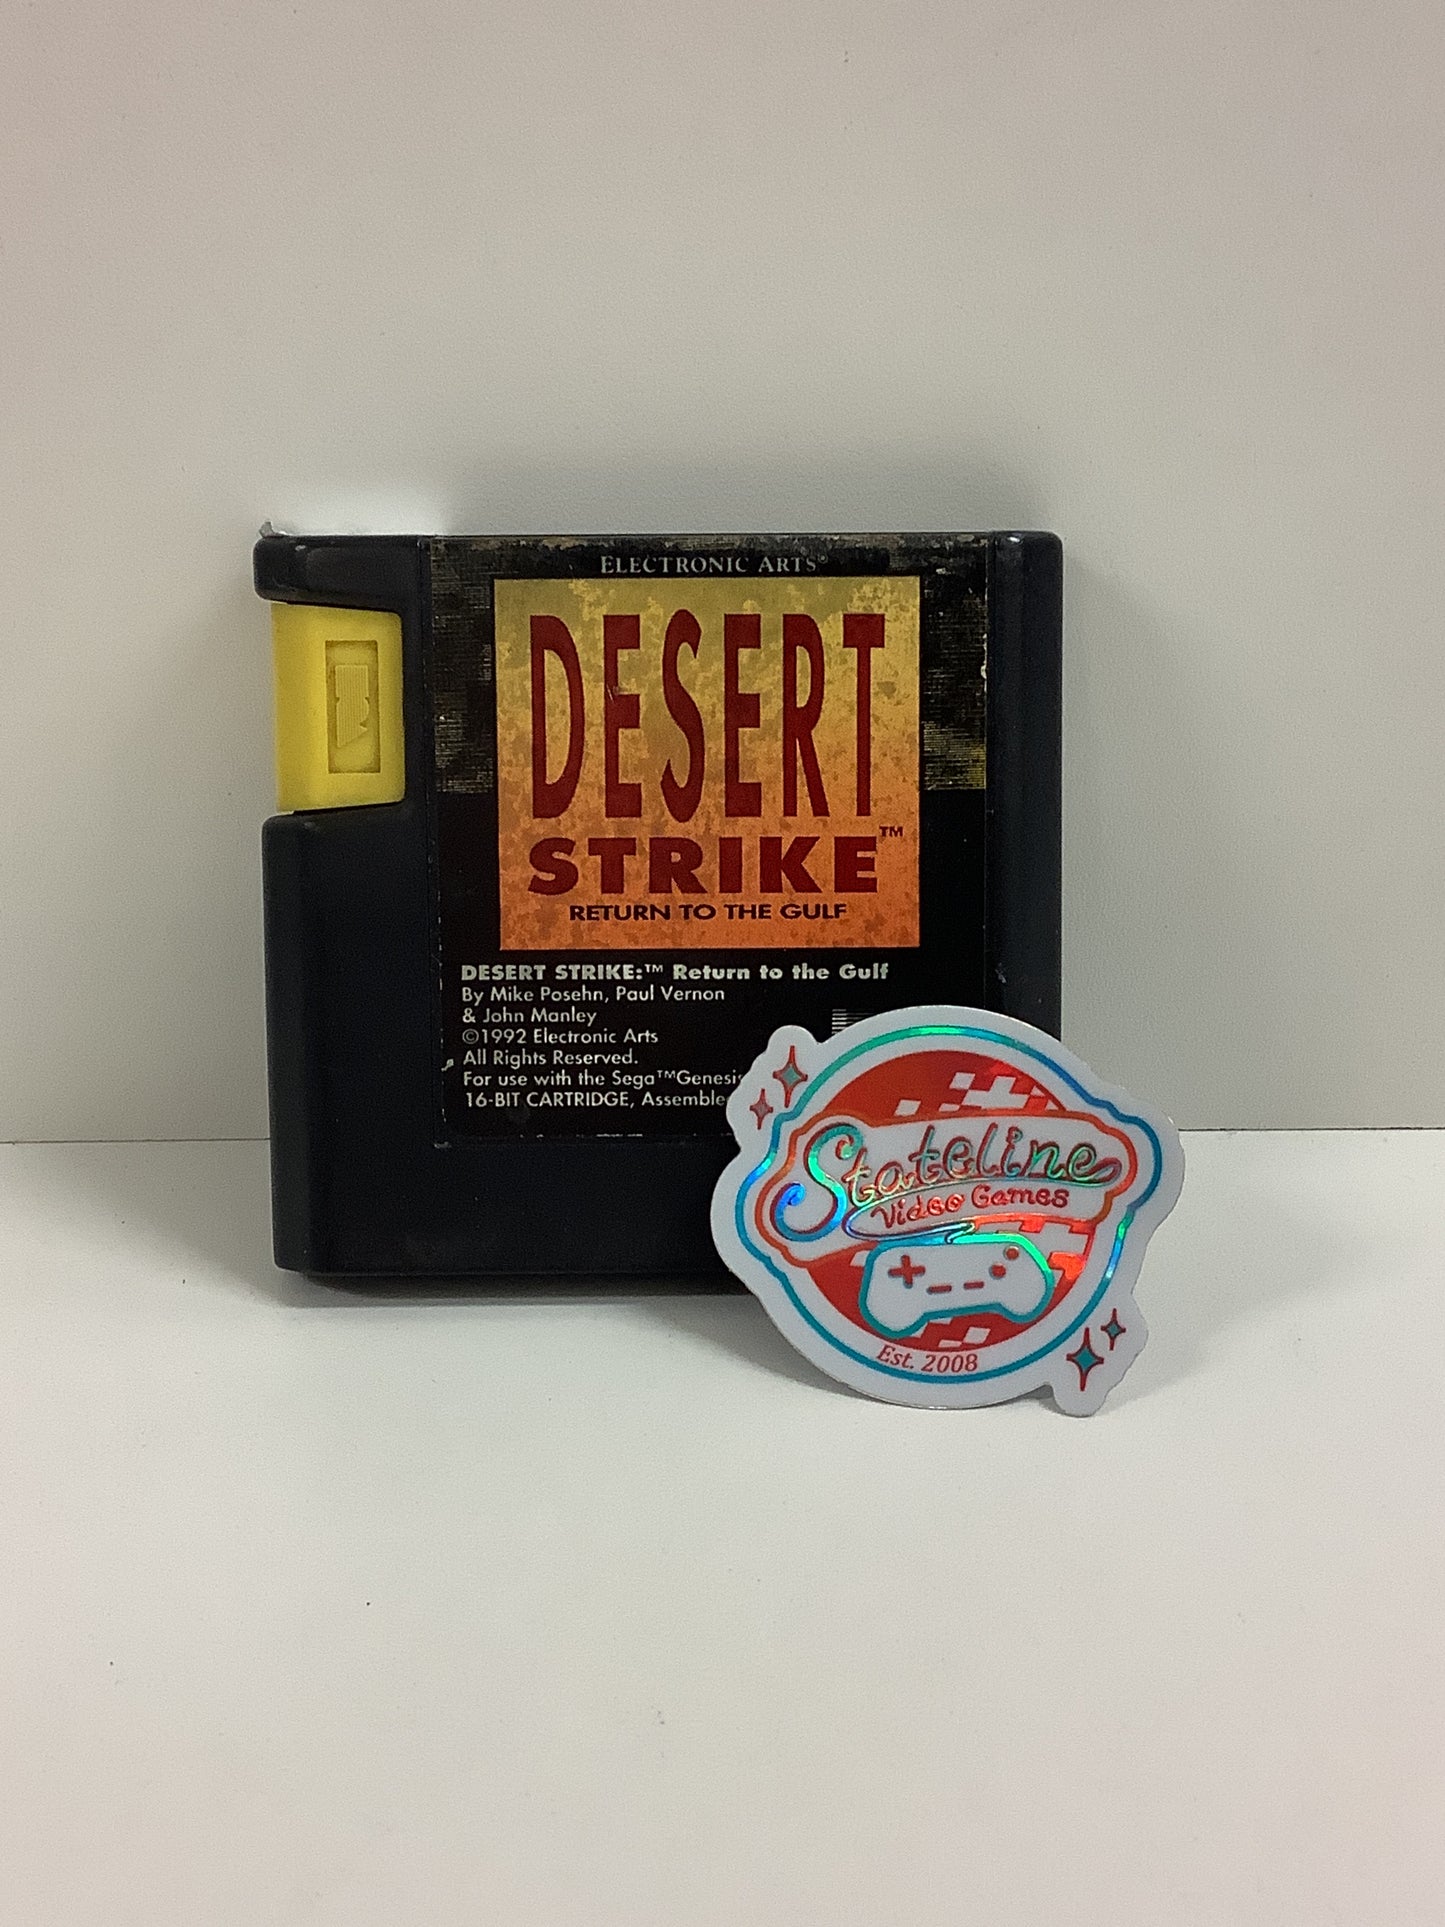 ELECTRONIC ARTS®
DESERT
STRIKE™
RETURN TO THE GULF
DESERT STRIKE:™ Return to the Gulf
By Mike Posehn, Paul Vernon
& John Manley
©1992 Electronic Arts
All Rights Reserved.
For use with the Sega™Genesis
16-BIT CARTRIDGE, Assemble
Stateline
Video Games
Est. 2008